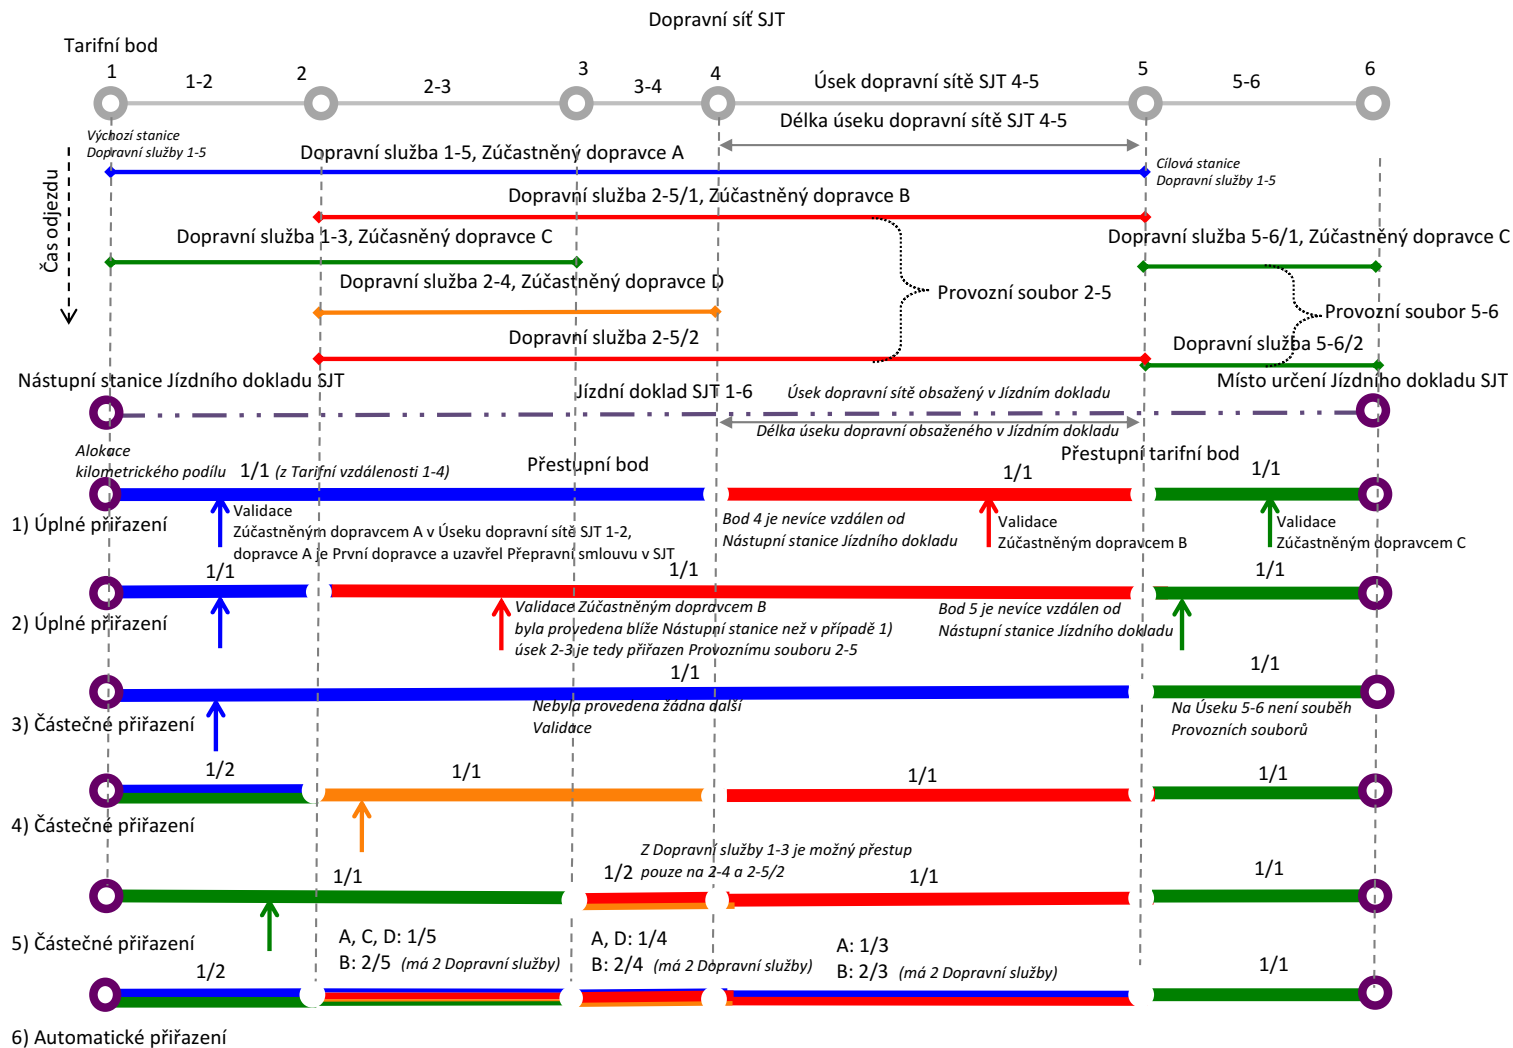 Dopravní síť SJT
Tarifní bod
1
1-2
2
2-3
3
3-4
4
Úsek dopravní sítě SJT 4-5
5
5-6
6
Délka úseku dopravní sítě SJT 4-5
Výchozí stanice
Dopravní služby 1-5
Čas odjezdu
Dopravní služba 1-5, Zúčastněný dopravce A
Cílová stanice
Dopravní služby 1-5
Dopravní služba 2-5/1, Zúčastněný dopravce B
Dopravní služba 1-3, Zúčasněný dopravce C
Dopravní služba 5-6/1, Zúčastněný dopravce C
Dopravní služba 2-4, Zúčastněný dopravce D
Provozní soubor 2-5
Provozní soubor 5-6
Dopravní služba 2-5/2
Dopravní služba 5-6/2
Nástupní stanice Jízdního dokladu SJT
Jízdní doklad SJT 1-6
Úsek dopravní sítě obsažený v Jízdním dokladu
Místo určení Jízdního dokladu SJT
Délka úseku dopravní obsaženého v Jízdním dokladu
Alokace
kilometrického podílu
1/1 (z Tarifní vzdálenosti 1-4)
Přestupní bod
1/1
Přestupní tarifní bod
1/1
1) Úplné přiřazení
Validace
Zúčastněným dopravcem A v Úseku dopravní sítě SJT 1-2,
dopravce A je První dopravce a uzavřel Přepravní smlouvu v SJT
Bod 4 je nevíce vzdálen od
Nástupní stanice Jízdního dokladu
Validace
Zúčastněným dopravcem B
Validace
Zúčastněným dopravcem C
1/1
1/1
1/1
2) Úplné přiřazení
Validace Zúčastněným dopravcem B
byla provedena blíže Nástupní stanice než v případě 1)
úsek 2-3 je tedy přiřazen Provoznímu souboru 2-5
Bod 5 je nevíce vzdálen od
Nástupní stanice Jízdního dokladu
1/1
1/1
3) Částečné přiřazení
Nebyla provedena žádna další
Validace
Na Úseku 5-6 není souběh
Provozních souborů
1/2
1/1
1/1
1/1
4) Částečné přiřazení
1/1
1/2
Z Dopravní služby 1-3 je možný přestup
pouze na 2-4 a 2-5/2
1/1
1/1
5) Částečné přiřazení
1/2
A, C, D: 1/5
B: 2/5 (má 2 Dopravní služby)
A, D: 1/4
B: 2/4 (má 2 Dopravní služby)
A: 1/3
B: 2/3 (má 2 Dopravní služby)
1/1
6) Automatické přiřazení